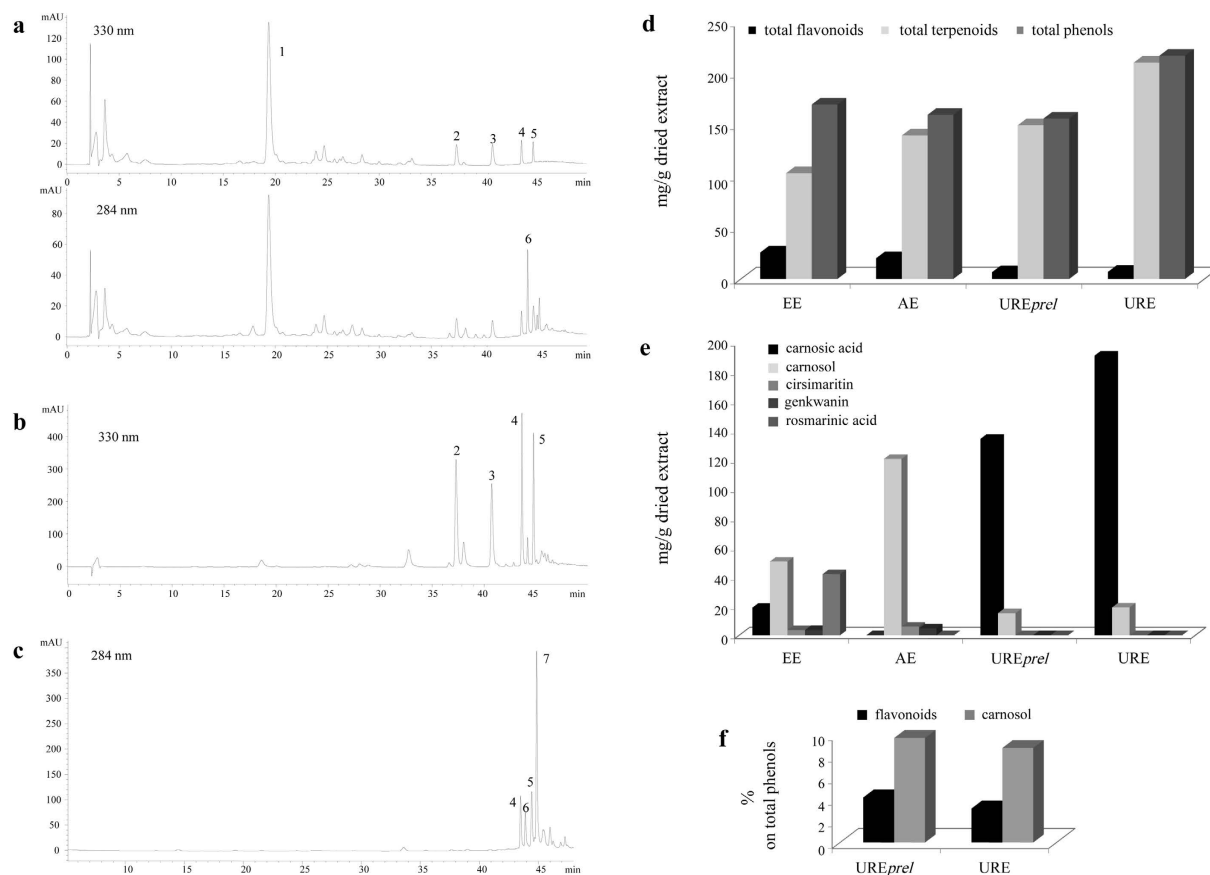 a
mAU
330 nm
1
2
3
4
5
120
100
80
60
40
20
0
0 5 10 15 20 25 30 35 40 45 min
mAU
284 nm
6
80
60
40
20
0
0 5 10 15 20 25 30 35 40 45 min
b
mAU
330 nm
2
3
4
5
400
300
200
100
0
0 5 10 15 20 25 30 35 40 45 min
c
mAU
284 nm
7
4
6
5
350
300
250
200
150
100
50
0
10 15 20 25 30 35 40 45 min
d
total flavonoids total terpenoids total phenols
mg/g dried extract
250
200
150
100
50
0
EE AE UREprel URE
e
carnosic acid
carnosol
cirsimaritin
genkwanin
rosmarinic acid
mg/g dried extract
200
180
160
140
120
100
80
60
40
20
0
EE AE UREprel URE
f
flavonoids carnosol
%
on total phenols
10
8
6
4
2
0
UREprel URE